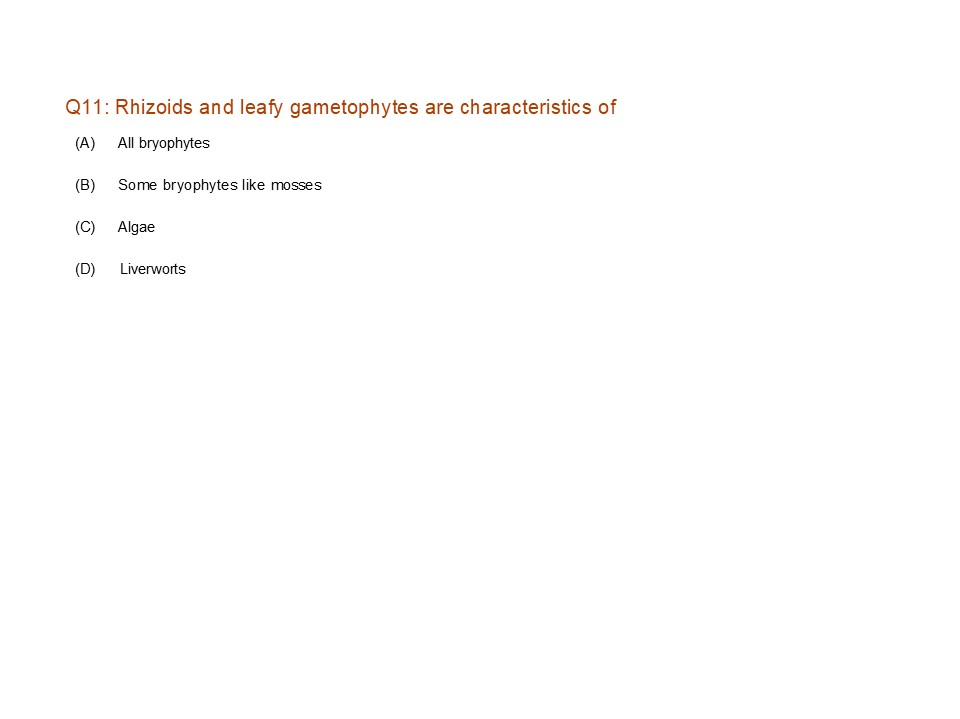 Q11: Rhizoids and leafy gametophytes are characteristics of
(A) All bryophytes
(B) Some bryophytes like mosses
(C) Algae
(D) Liverworts